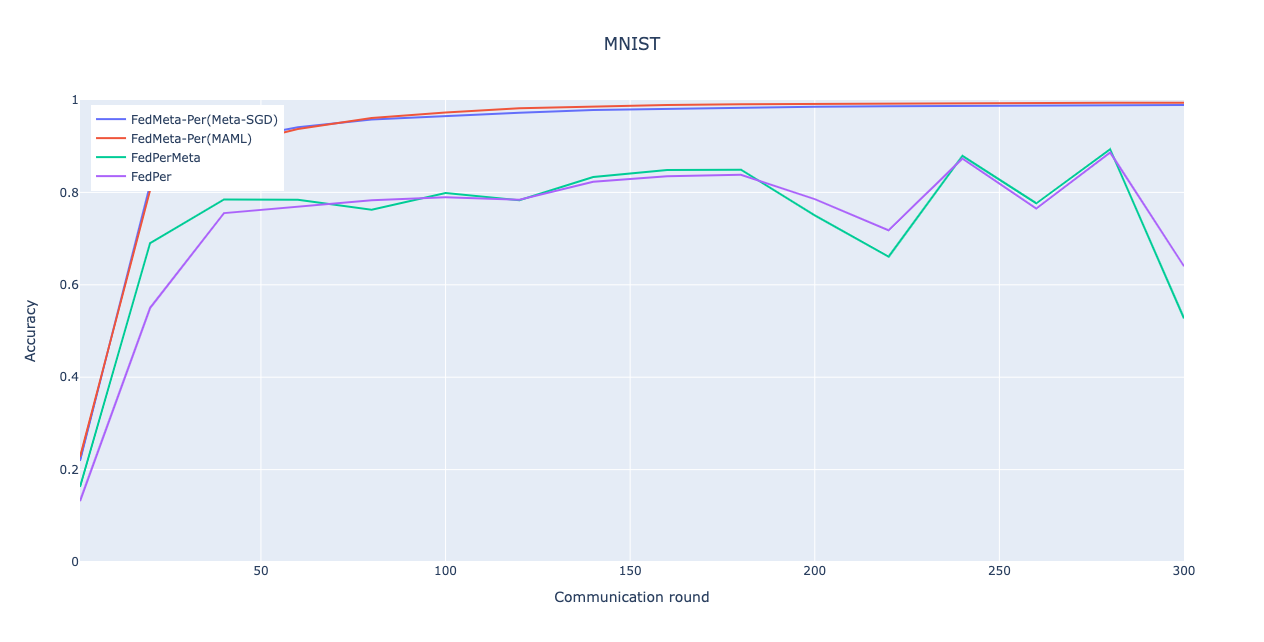 MNIST
FedMeta-Per(Meta-SGD)
FedMeta-Per(MAML)
FedPerMeta
FedPer
1
0.8
0.6
0.4
0.2
0
Accuracy
50 100 150 200 250 300
Communication round